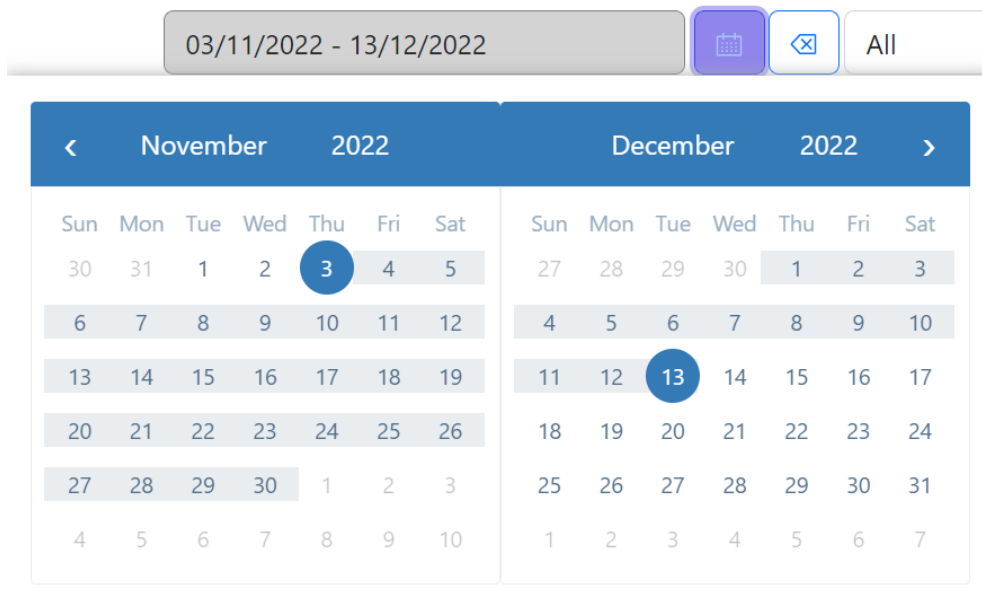 03/11/2022 - 13/12/2022 All
November 2022 December 2022
Sun Mon Tue Wed Thu Fri Sat Sun Mon Tue Wed Thu Fri Sat
30 31 1 2 3 4 5 27 28 29 30 1 2 3
6 7 8 9 10 11 12 4 5 6 7 8 9 10
13 14 15 16 17 18 19 11 12 13 14 15 16 17
20 21 22 23 24 25 26 18 19 20 21 22 23 24
27 28 29 30 1 2 3 25 26 27 28 29 30 31
4 5 6 7 8 9 10 1 2 3 4 5 6 7